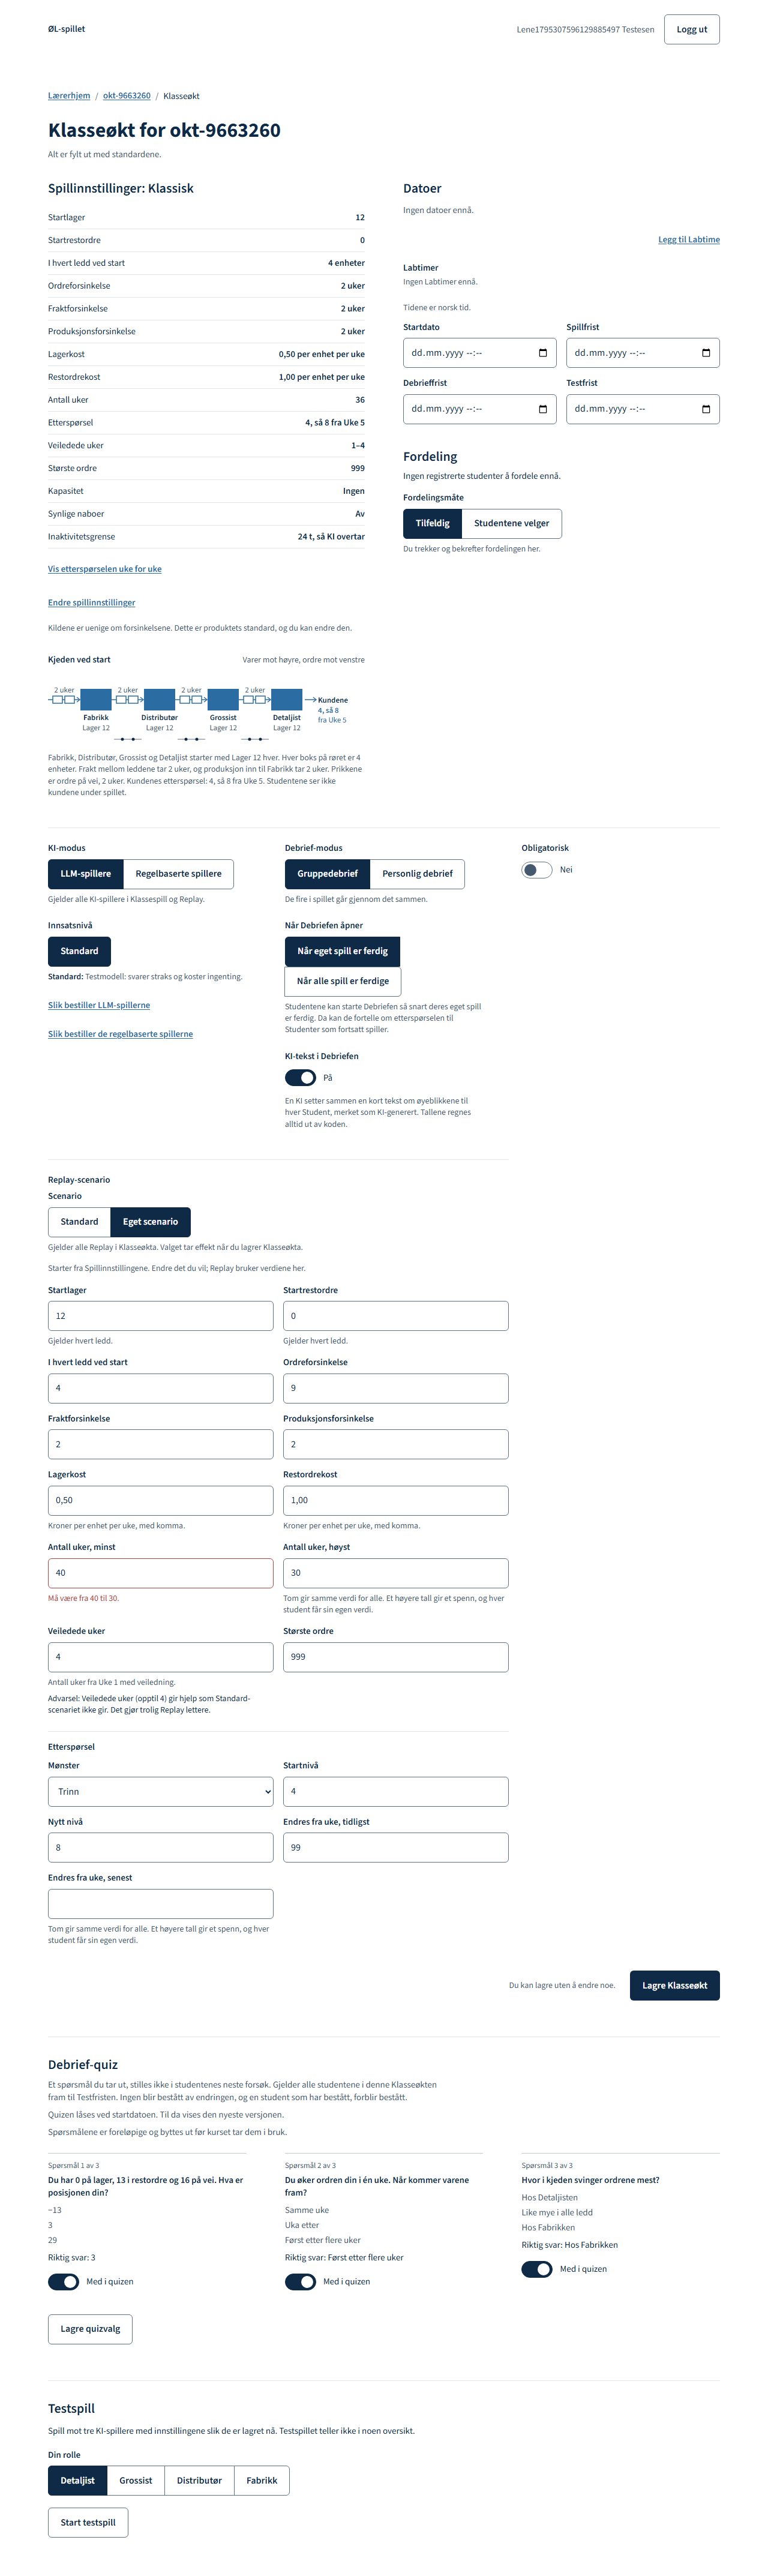 ØL-spillet
Lene1795307596129885497 Testesen
Logg ut
Lærerhjem / okt-9663260 / Klasseøkt
Klasseøkt for okt-9663260
Alt er fylt ut med standardene.
Spillinnstillinger: Klassisk
Startlager 12
Startrestordre 0
I hvert ledd ved start 4 enheter
Ordreforsinkelse 2 uker
Fraktforsinkelse 2 uker
Produksjonsforsinkelse 2 uker
Lagerkost 0,50 per enhet per uke
Restordrekost 1,00 per enhet per uke
Antall uker 36
Etterspørsel 4, så 8 fra Uke 5
Veiledede uker 1–4
Største ordre 999
Kapasitet Ingen
Synlige naboer Av
Inaktivitetsgrense 24 t, så KI overtar
Vis etterspørselen uke for uke
Endre spillinnstillinger
Kildene er uenige om forsinkelsene. Dette er produktets standard, og du kan endre den.
Kjeden ved start
Varer mot høyre, ordre mot venstre
2 uker 2 uker 2 uker 2 uker
Fabrikk Distributør Grossist Detaljist
Lager 12 Lager 12 Lager 12 Lager 12
Kundene
4, så 8
fra Uke 5
Fabrikk, Distributør, Grossist og Detaljist starter med Lager 12 hver. Hver boks på røret er 4
enheter. Frakt mellom leddene tar 2 uker, og produksjon inn til Fabrikk tar 2 uker. Prikkene
er ordre på vei, 2 uker. Kundenes etterspørsel: 4, så 8 fra Uke 5. Studentene ser ikke
kundene under spillet.
Datoer
Ingen datoer ennå.
Legg til Labtime
Labtimer
Ingen Labtimer ennå.
Tidene er norsk tid.
Startdato Spillfrist
dd.mm.yyyy --:-- dd.mm.yyyy --:--
Debrieffrist Testfrist
dd.mm.yyyy --:-- dd.mm.yyyy --:--
Fordeling
Ingen registrerte studenter å fordele ennå.
Fordelingsmåte
Tilfeldig Studentene velger
Du trekker og bekrefter fordelingen her.
KI-modus
LLM-spillere Regelbaserte spillere
Gjelder alle KI-spillere i Klassespill og Replay.
Innsatsnivå
Standard
Standard: Testmodell: svarer straks og koster ingenting.
Slik bestiller LLM-spillerne
Slik bestiller de regelbaserte spillerne
Debrief-modus
Gruppedebrief Personlig debrief
De fire i spillet går gjennom det sammen.
Når Debriefen åpner
Når eget spill er ferdig
Når alle spill er ferdige
Studentene kan starte Debriefen så snart deres eget spill
er ferdig. Da kan de fortelle om etterspørselen til
Studenter som fortsatt spiller.
KI-tekst i Debriefen
På
En KI setter sammen en kort tekst om øyeblikkene til
hver Student, merket som KI-generert. Tallene regnes
alltid ut av koden.
Obligatorisk
Nei
Replay-scenario
Scenario
Standard Eget scenario
Gjelder alle Replay i Klasseøkta. Valget tar effekt når du lagrer Klasseøkta.
Starter fra Spillinnstillingene. Endre det du vil; Replay bruker verdiene her.
Startlager Startrestordre
12 0
Gjelder hvert ledd. Gjelder hvert ledd.
I hvert ledd ved start Ordreforsinkelse
4 9
Fraktforsinkelse Produksjonsforsinkelse
2 2
Lagerkost Restordrekost
0,50 1,00
Kroner per enhet per uke, med komma. Kroner per enhet per uke, med komma.
Antall uker, minst Antall uker, høyst
40 30
Må være fra 40 til 30.
Tom gir samme verdi for alle. Et høyere tall gir et spenn, og hver
student får sin egen verdi.
Veiledede uker Største ordre
4 999
Antall uker fra Uke 1 med veiledning.
Advarsel: Veiledede uker (opptil 4) gir hjelp som Standard-
scenariet ikke gir. Det gjør trolig Replay lettere.
Etterspørsel
Mønster Startnivå
Trinn 4
Nytt nivå Endres fra uke, tidligst
8 99
Endres fra uke, senest
Tom gir samme verdi for alle. Et høyere tall gir et spenn, og hver
student får sin egen verdi.
Du kan lagre uten å endre noe.
Lagre Klasseøkt
Debrief-quiz
Et spørsmål du tar ut, stilles ikke i studentenes neste forsøk. Gjelder alle studentene i denne Klasseøkten
fram til Testfristen. Ingen blir bestått av endringen, og en student som har bestått, forblir bestått.
Quizen låses ved startdatoen. Til da vises den nyeste versjonen.
Spørsmålene er foreløpige og byttes ut før kurset tar dem i bruk.
Spørsmål 1 av 3
Du har 0 på lager, 13 i restordre og 16 på vei. Hva er
posisjonen din?
−13
3
29
Riktig svar: 3
Med i quizen
Spørsmål 2 av 3
Du øker ordren din i én uke. Når kommer varene
fram?
Samme uke
Uka etter
Først etter flere uker
Riktig svar: Først etter flere uker
Med i quizen
Spørsmål 3 av 3
Hvor i kjeden svinger ordrene mest?
Hos Detaljisten
Like mye i alle ledd
Hos Fabrikken
Riktig svar: Hos Fabrikken
Med i quizen
Lagre quizvalg
Testspill
Spill mot tre KI-spillere med innstillingene slik de er lagret nå. Testspillet teller ikke i noen oversikt.
Din rolle
Detaljist Grossist Distributør Fabrikk
Start testspill